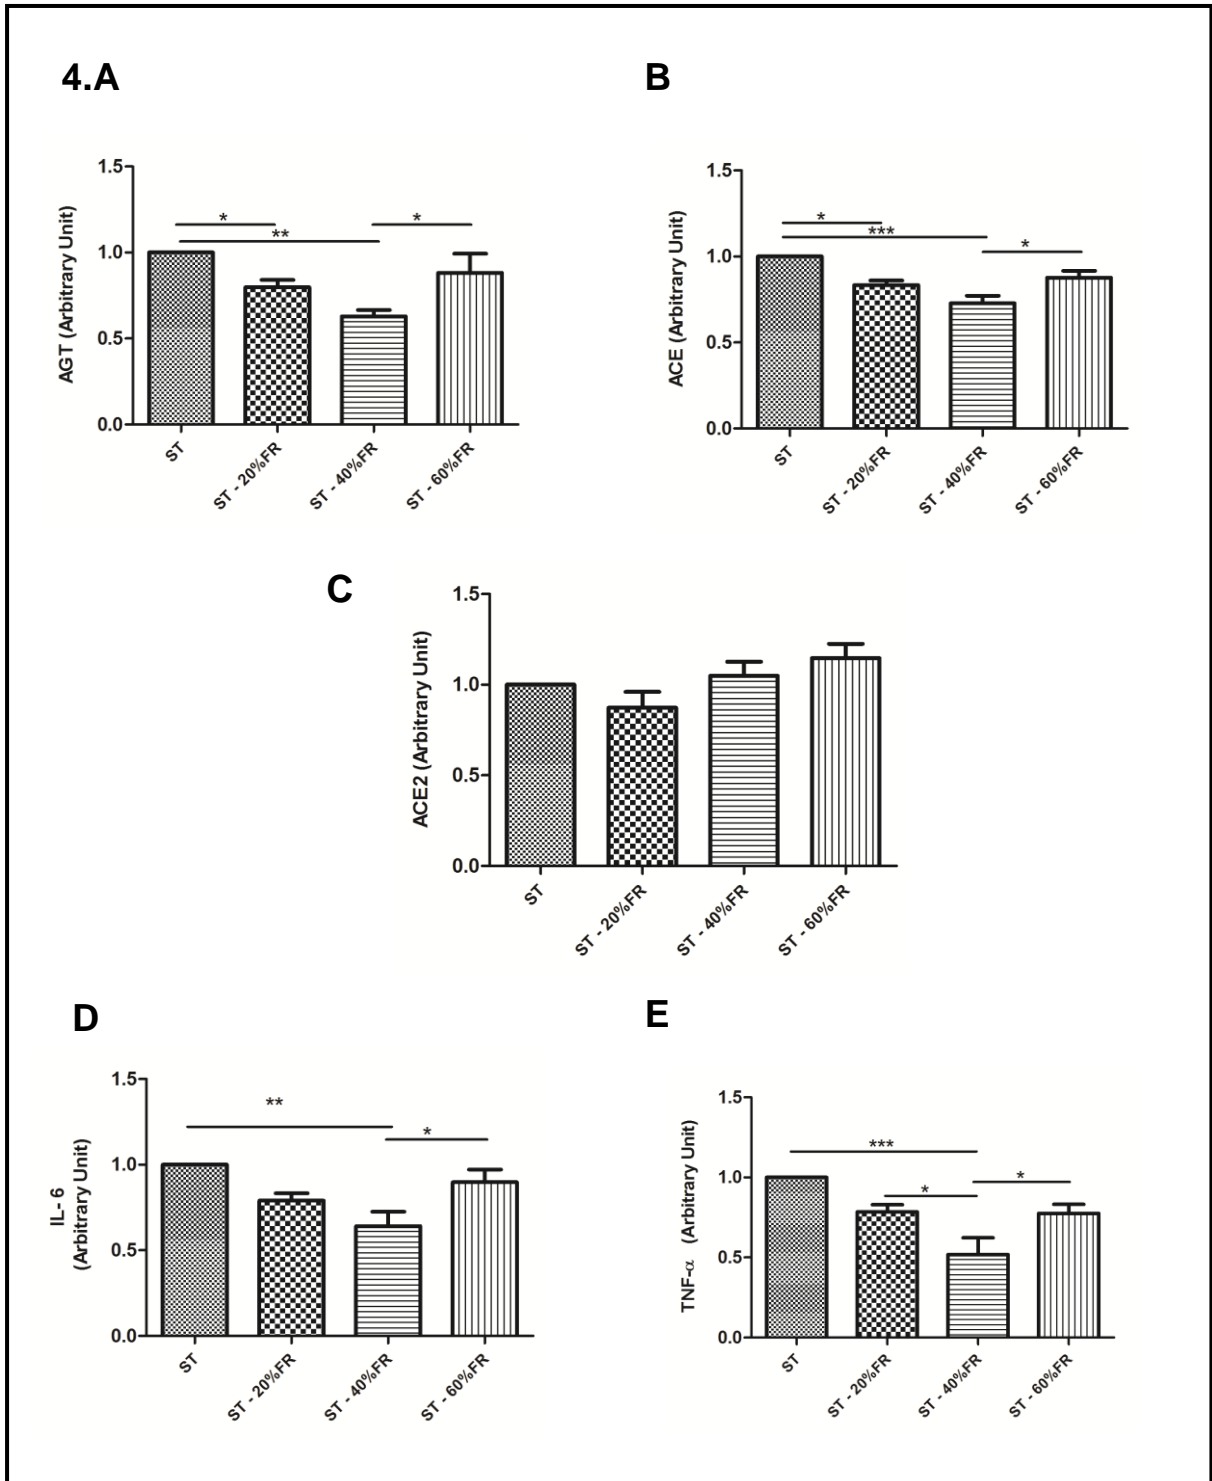 4.A
AGT (Arbitrary Unit)
1.5
1.0
0.5
0.0
*
**
*
ST
ST - 20%FR
ST - 40%FR
ST - 60%FR
B
ACE (Arbitrary Unit)
1.5
1.0
0.5
0.0
*
***
*
ST
ST - 20%FR
ST - 40%FR
ST - 60%FR
C
ACE2 (Arbitrary Unit)
1.5
1.0
0.5
0.0
ST
ST - 20%FR
ST - 40%FR
ST - 60%FR
D
IL- 6
(Arbitrary Unit)
1.5
1.0
0.5
0.0
**
*
ST
ST - 20%FR
ST - 40%FR
ST - 60%FR
E
TNF-α (Arbitrary Unit)
1.5
1.0
0.5
0.0
***
*
*
ST
ST - 20%FR
ST - 40%FR
ST - 60%FR